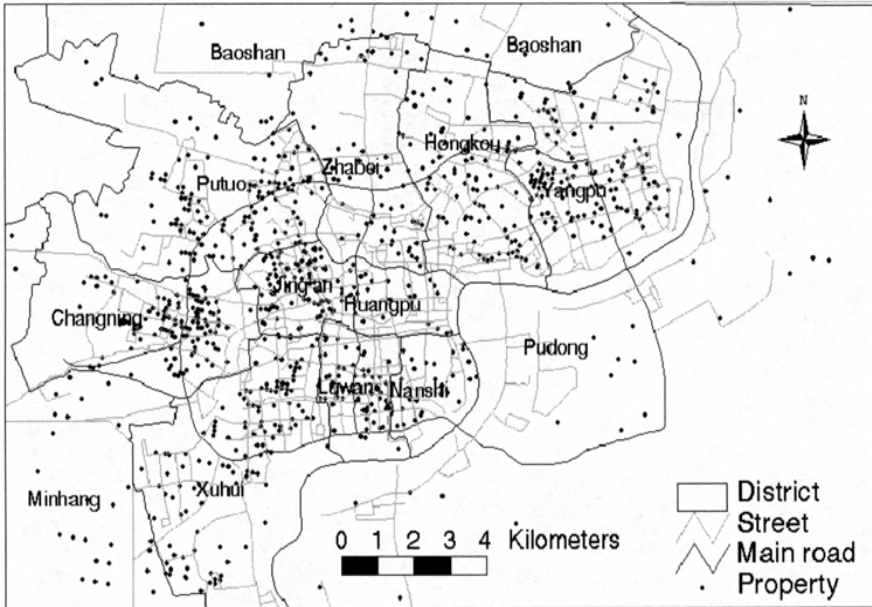 Baoshan
Baoshan
N
Hongkou
Zhaboi
Putuo
Yangpu
Jing'an
Huangpu
Changning
Pudong
Luwan
Nanshi
Minhang
Xuhui
District
Street
0 1 2 3 4 Kilometers
Main road
Property